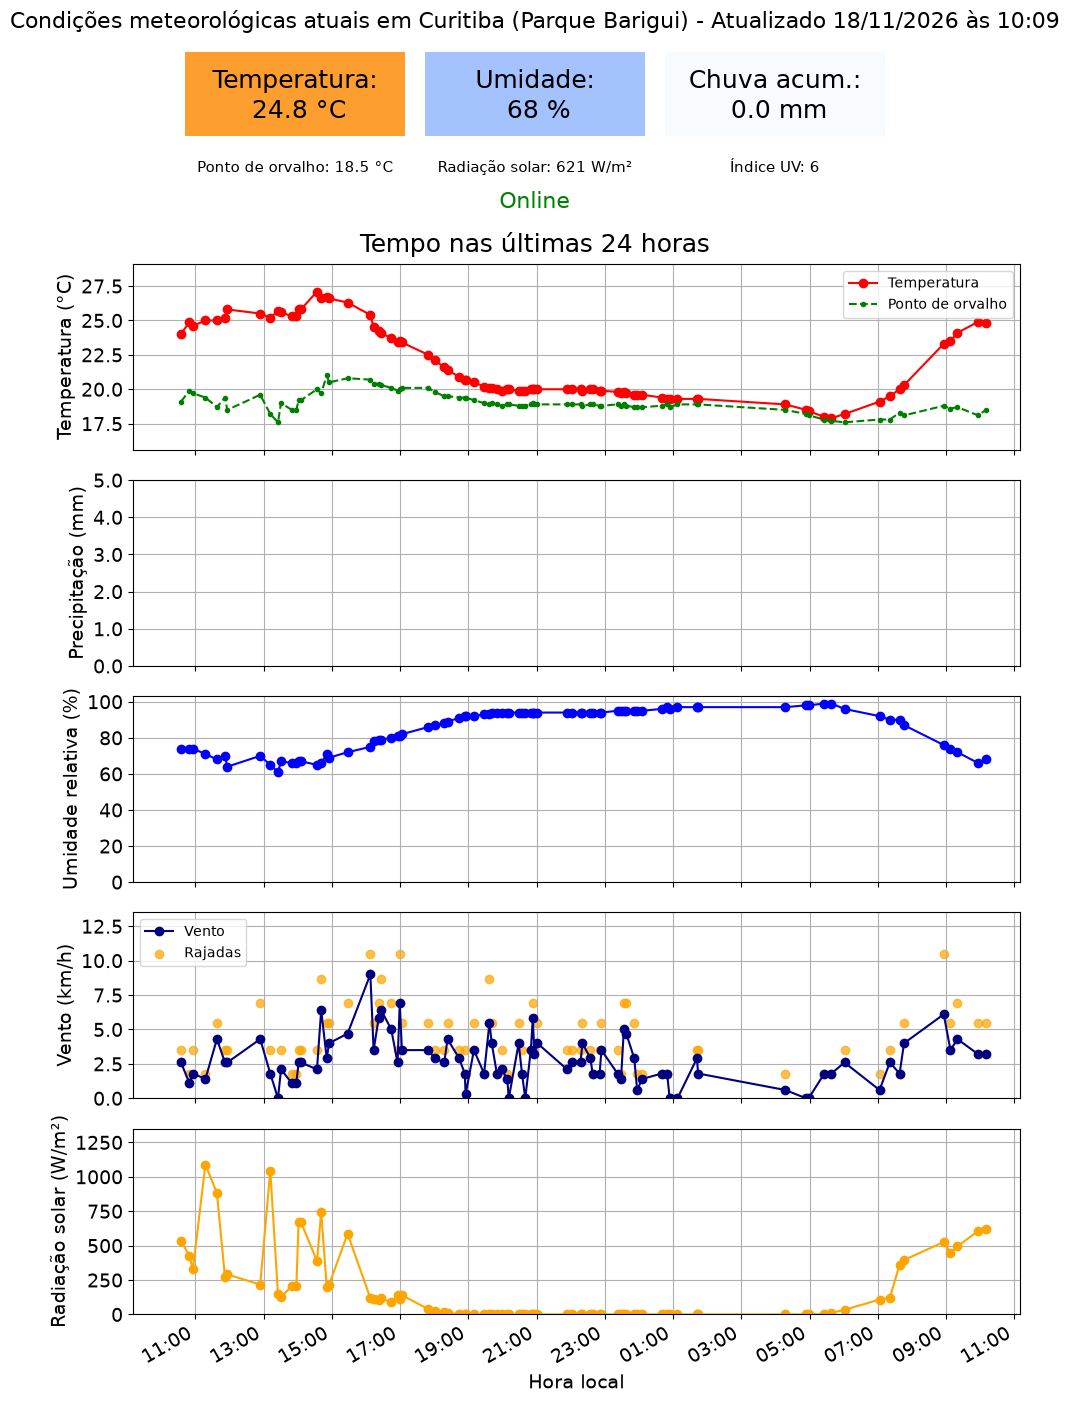 Condições meteorológicas atuais em Curitiba (Parque Barigui) - Atualizado 18/11/2026 às 10:09
Temperatura:
24.8 °C
Umidade:
68 %
Chuva acum.:
0.0 mm
Ponto de orvalho: 18.5 °C
Radiação solar: 621 W/m²
Índice UV: 6
Online
Tempo nas últimas 24 horas
Temperatura (°C)
27.5
25.0
22.5
20.0
17.5
Temperatura
Ponto de orvalho
Precipitação (mm)
5.0
4.0
3.0
2.0
1.0
0.0
Umidade relativa (%)
100
80
60
40
20
0
Vento (km/h)
12.5
10.0
7.5
5.0
2.5
0.0
Vento
Rajadas
Radiação solar (W/m²)
1250
1000
750
500
250
0
11:00
13:00
15:00
17:00
19:00
21:00
23:00
01:00
03:00
05:00
07:00
09:00
11:00
Hora local